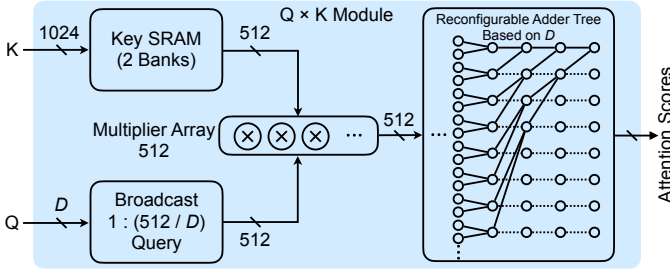 Q × K Module
K
1024
Key SRAM
(2 Banks)
512
Multiplier Array
512
...
512
Q
D
Broadcast
1 : (512 / D)
Query
512
Reconfigurable Adder Tree
Based on D
...
Attention Scores